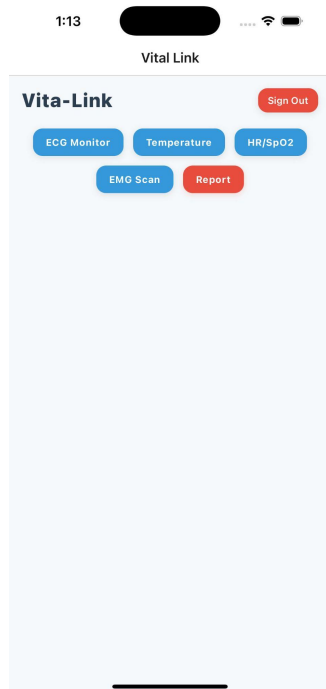 1:13
Vital Link
Vita-Link
Sign Out
ECG Monitor
Temperature
HR/SpO2
EMG Scan
Report